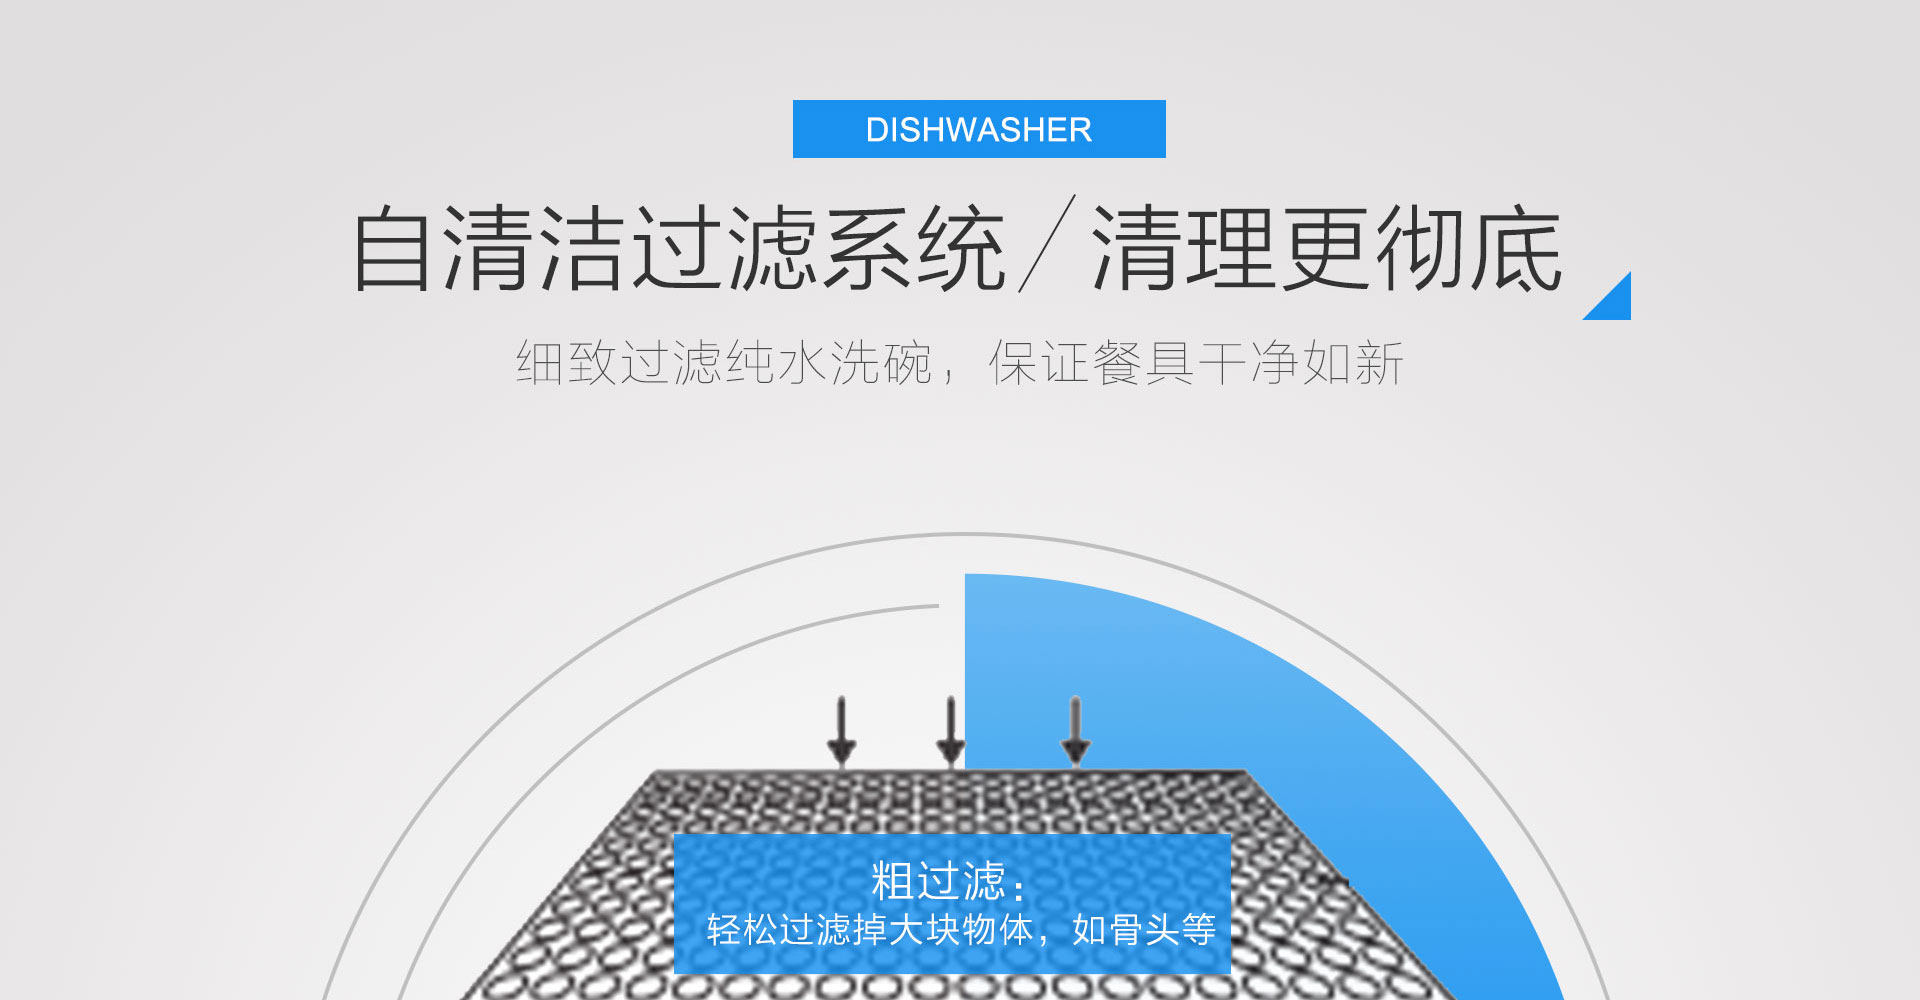 DISHWASHER
自清洁过滤系统/清理更彻底
细致过滤纯水洗碗，保证餐具干净如新
粗过滤：
轻松过滤掉大块物体，如骨头等